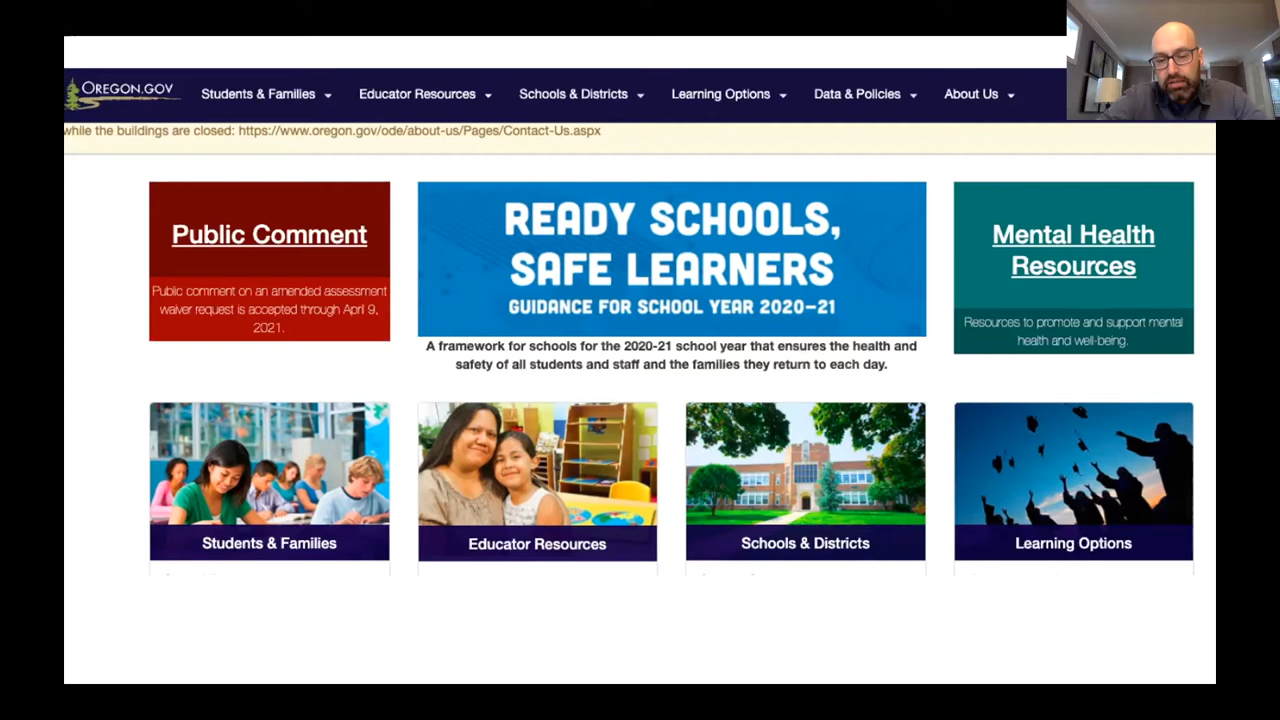 OREGON.GOV
Students & Families
Educator Resources
Schools & Districts
Learning Options
Data & Policies
About Us
while the buildings are closed: https://www.oregon.gov/ode/about-us/Pages/Contact-Us.aspx
Public Comment
Public comment on an amended assessment
waiver request is accepted through April 9,
2021.
READY SCHOOLS,
SAFE LEARNERS
GUIDANCE FOR SCHOOL YEAR 2020–21
A framework for schools for the 2020-21 school year that ensures the health and
safety of all students and staff and the families they return to each day.
Mental Health
Resources
Resources to promote and support mental
health and well-being.
Students & Families
Educator Resources
Schools & Districts
Learning Options